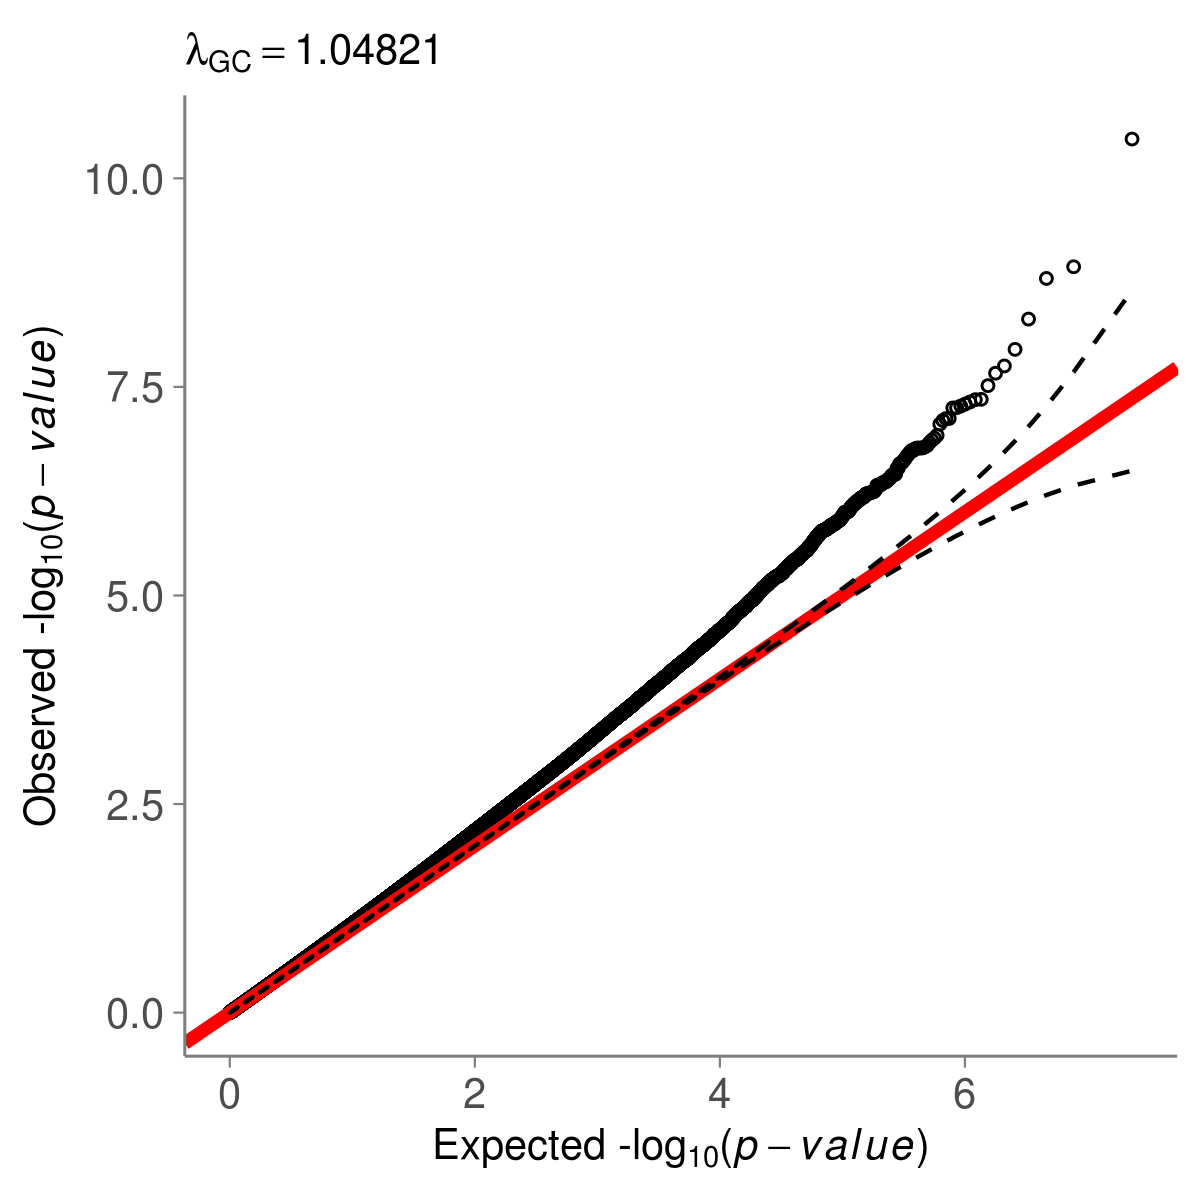 λGC = 1.04821
10.0
7.5
5.0
2.5
0.0
Observed -log10(p − value)
0 2 4 6
Expected -log10(p − value)